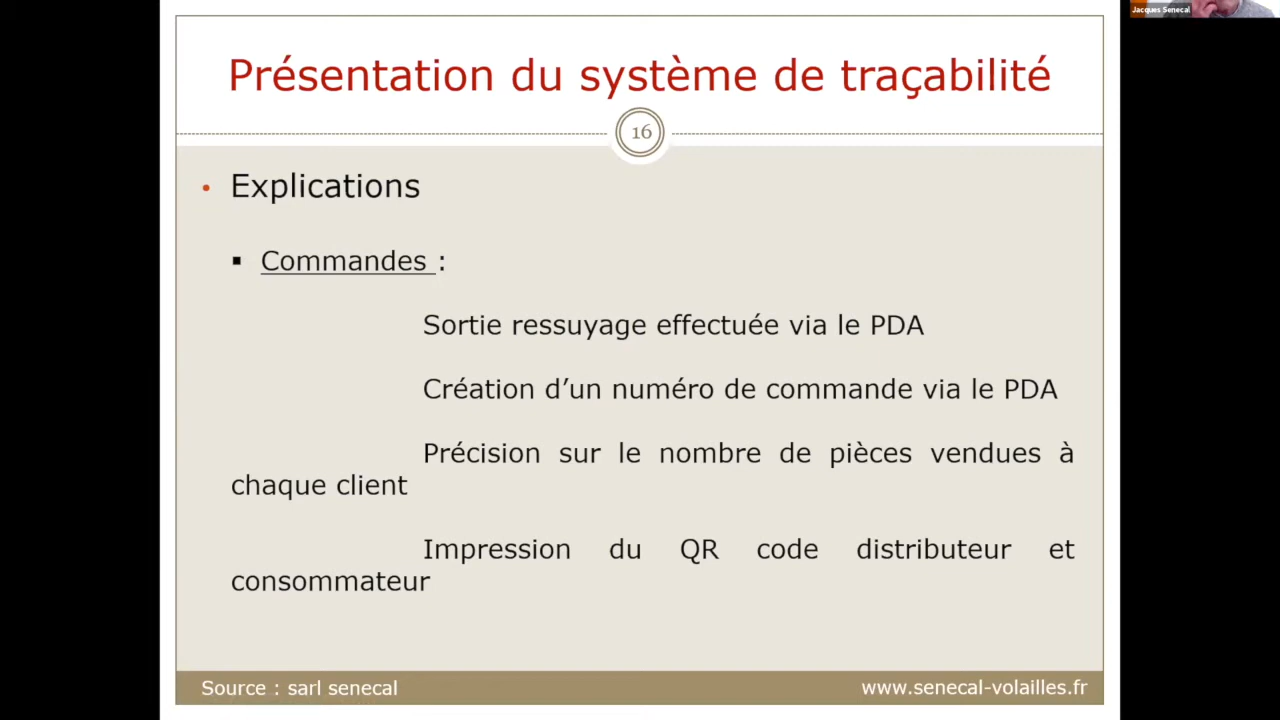 Jacques Senecal
Présentation du système de traçabilité
16
• Explications
▪ Commandes :
Sortie ressuyage effectuée via le PDA
Création d’un numéro de commande via le PDA
Précision sur le nombre de pièces vendues à
chaque client
Impression du QR code distributeur et
consommateur
Source : sarl senecal
www.senecal-volailles.fr